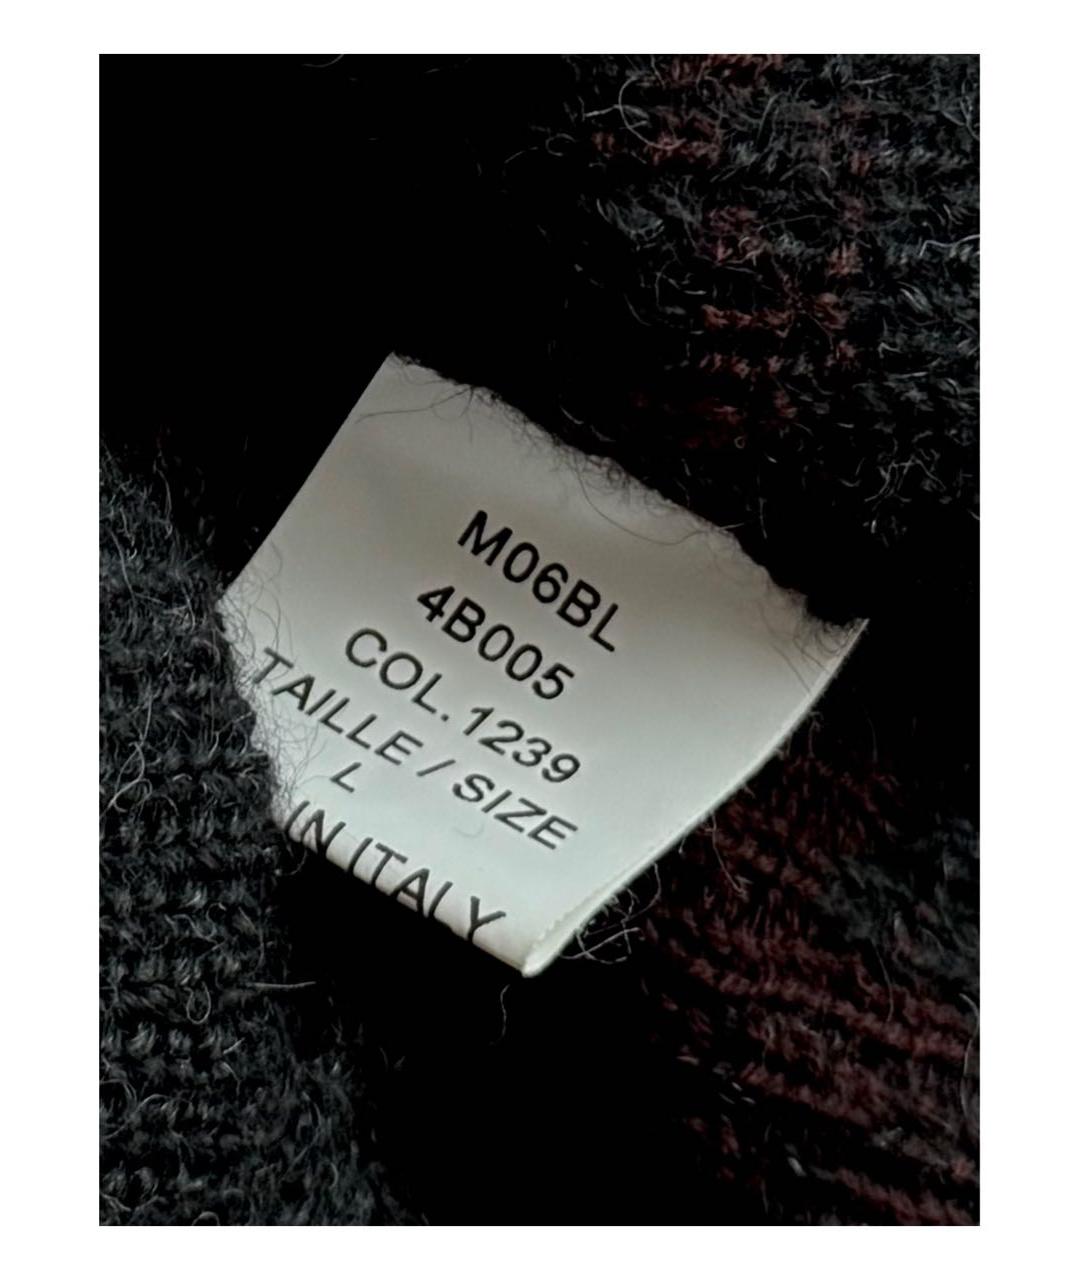 M06BL
4B005
COL. 1239
TAILLE / SIZE
L
IN ITALY